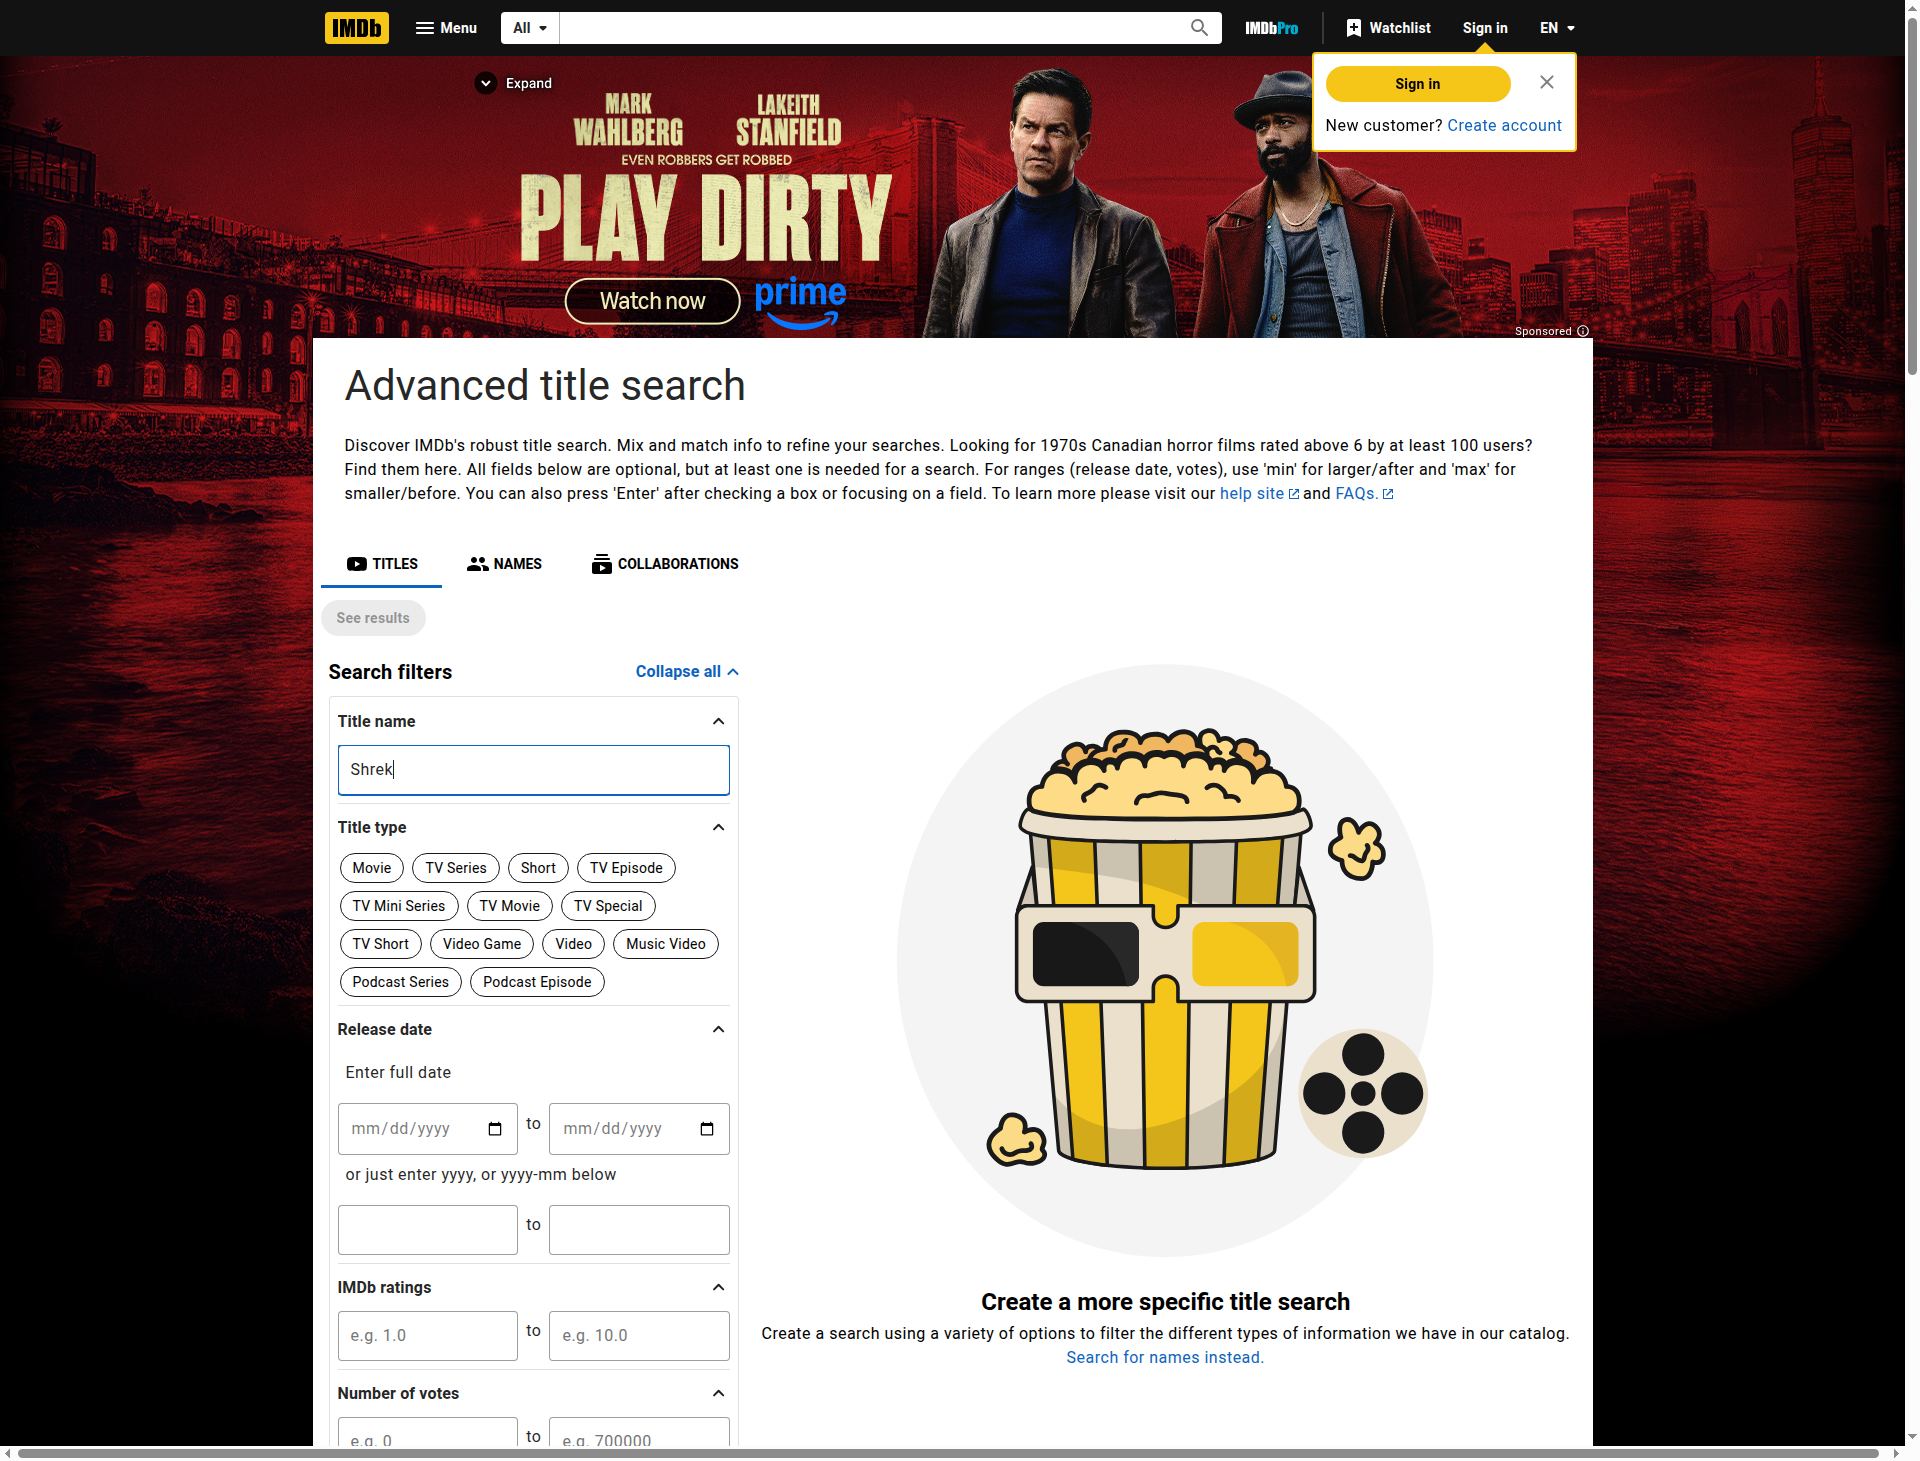 IMDb Menu All IMDbPro Watchlist Sign in EN
Expand
Sign in
New customer? Create account
MARK WAHLBERG
LAKEITH STANFIELD
EVEN ROBBERS GET ROBBED
PLAY DIRTY
Watch now prime
Sponsored
Advanced title search
Discover IMDb's robust title search. Mix and match info to refine your searches. Looking for 1970s Canadian horror films rated above 6 by at least 100 users?
Find them here. All fields below are optional, but at least one is needed for a search. For ranges (release date, votes), use 'min' for larger/after and 'max' for
smaller/before. You can also press 'Enter' after checking a box or focusing on a field. To learn more please visit our help site and FAQs.
TITLES NAMES COLLABORATIONS
See results
Search filters Collapse all
Title name
Shrek
Title type
Movie TV Series Short TV Episode
TV Mini Series TV Movie TV Special
TV Short Video Game Video Music Video
Podcast Series Podcast Episode
Release date
Enter full date
mm/dd/yyyy to mm/dd/yyyy
or just enter yyyy, or yyyy-mm below
to
IMDb ratings
e.g. 1.0 to e.g. 10.0
Number of votes
e.g. 0 to e.g. 700000
Create a more specific title search
Create a search using a variety of options to filter the different types of information we have in our catalog.
Search for names instead.